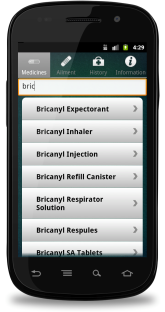 4:29
Medicines Ailment History Information
bric
Bricanyl Expectorant
Bricanyl Inhaler
Bricanyl Injection
Bricanyl Refill Canister
Bricanyl Respirator
Solution
Bricanyl Respules
Bricanyl SA Tablets